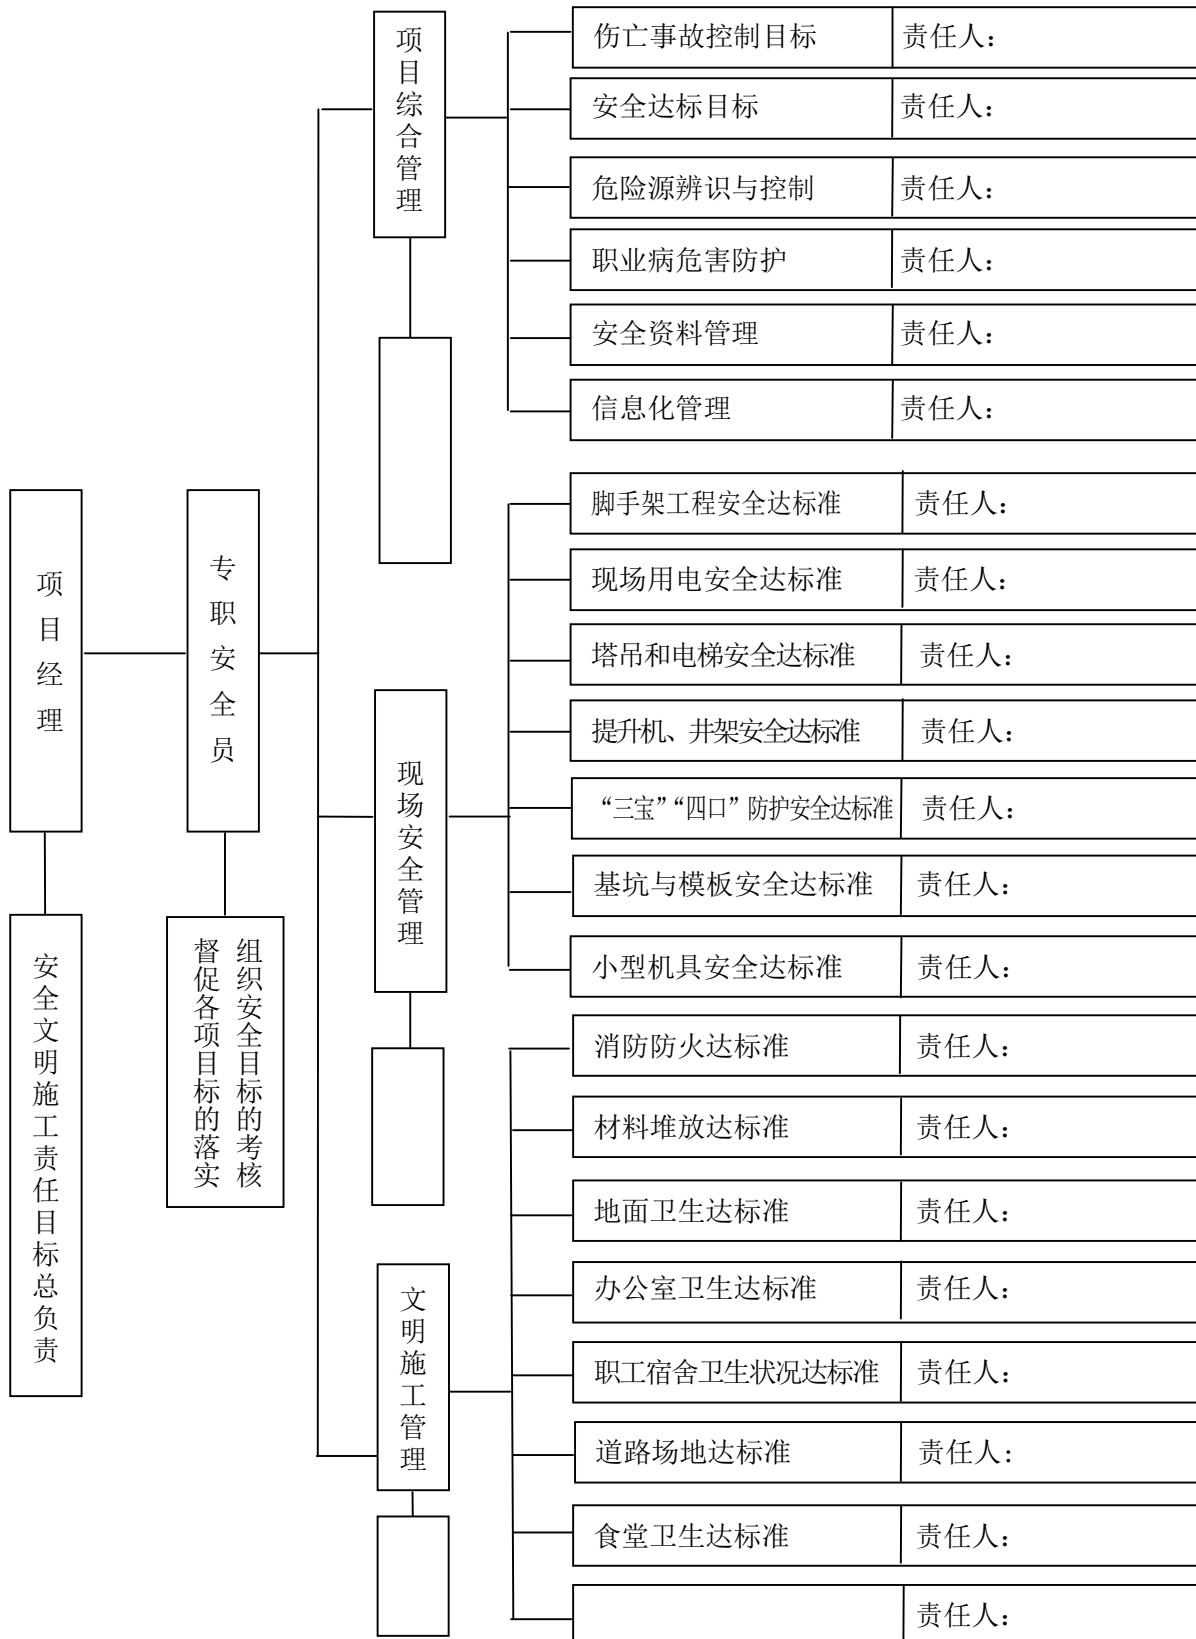 项目经理
安全文明施工责任目标总负责
专职安全员
组织安全目标的考核
督促各项目标的落实
项目综合管理
伤亡事故控制目标 责任人：
安全达标目标 责任人：
危险源辨识与控制 责任人：
职业病危害防护 责任人：
安全资料管理 责任人：
信息化管理 责任人：
现场安全管理
脚手架工程安全达标准 责任人：
现场用电安全达标准 责任人：
塔吊和电梯安全达标准 责任人：
提升机、井架安全达标准 责任人：
“三宝”“四口”防护安全达标准 责任人：
基坑与模板安全达标准 责任人：
小型机具安全达标准 责任人：
文明施工管理
消防防火达标准 责任人：
材料堆放达标准 责任人：
地面卫生达标准 责任人：
办公室卫生达标准 责任人：
职工宿舍卫生状况达标准 责任人：
道路场地达标准 责任人：
食堂卫生达标准 责任人：
责任人：